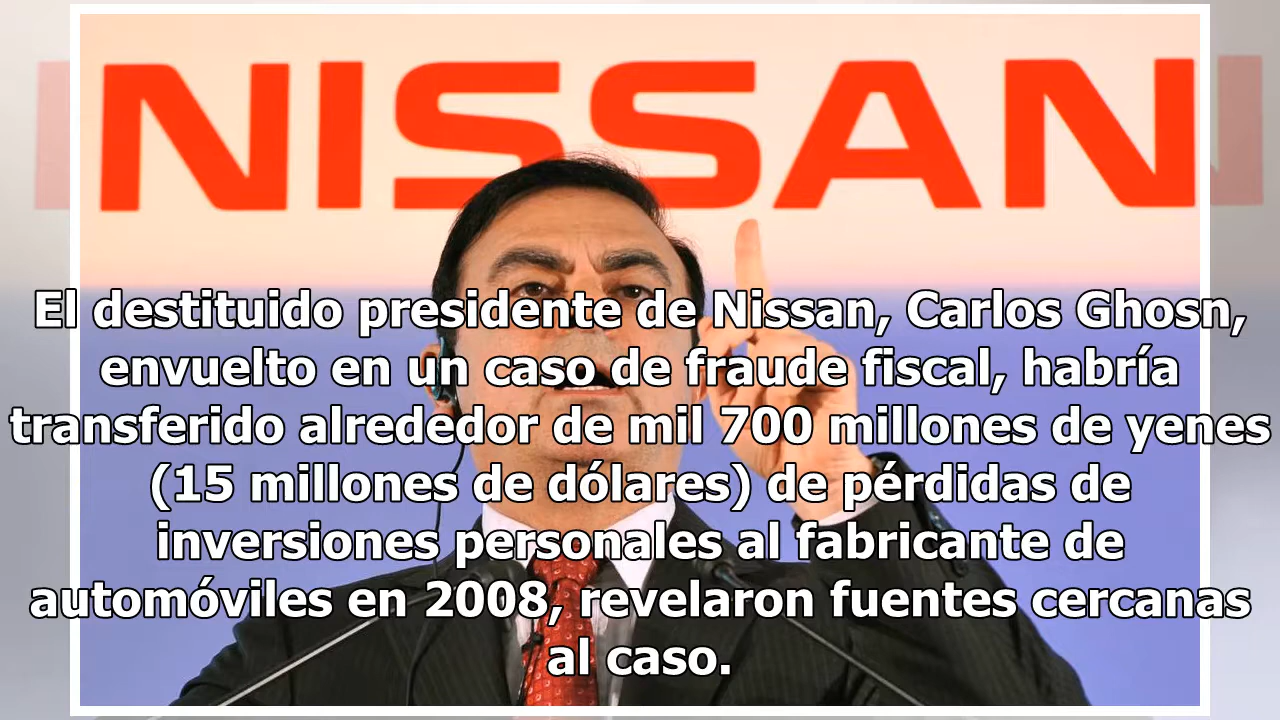 NISSAN
El destituido presidente de Nissan, Carlos Ghosn,
envuelto en un caso de fraude fiscal, habría
transferido alrededor de mil 700 millones de yenes
(15 millones de dólares) de pérdidas de
inversiones personales al fabricante de
automóviles en 2008, revelaron fuentes cercanas
al caso.